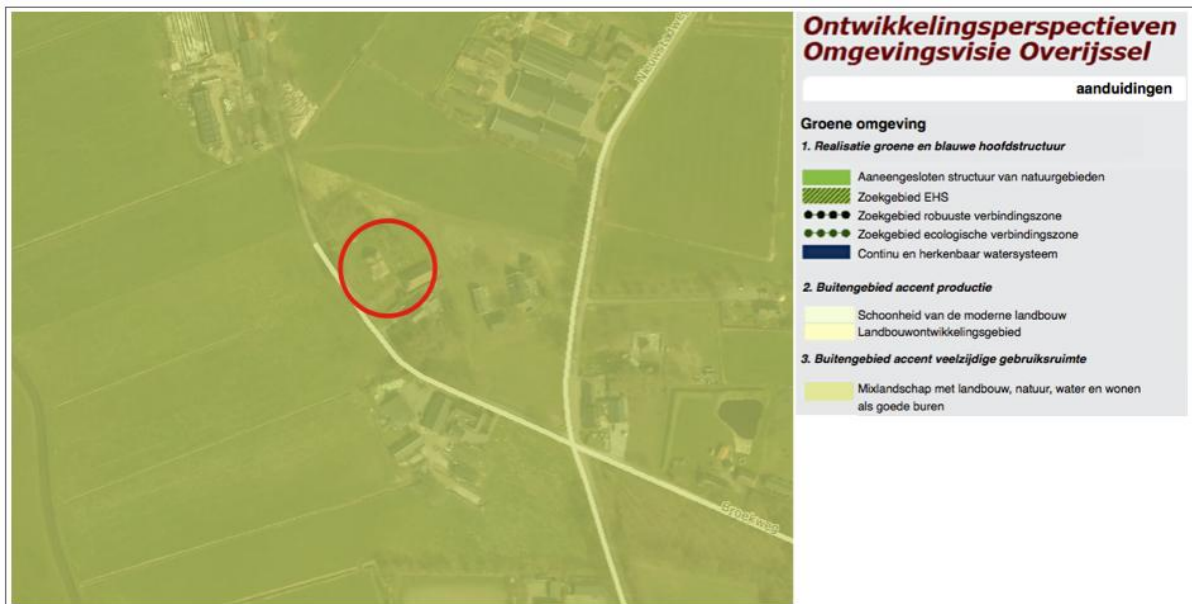 Ontwikkelingsperspectieven
Omgevingsvisie Overijssel
aanduidingen
Groene omgeving
1. Realisatie groene en blauwe hoofdstructuur
Aaneengesloten structuur van natuurgebieden
Zoekgebied EHS
Zoekgebied robuuste verbindingszone
Zoekgebied ecologische verbindingszone
Continu en herkenbaar watersysteem
2. Buitengebied accent productie
Schoonheid van de moderne landbouw
Landbouwontwikkelingsgebied
3. Buitengebied accent veelzijdige gebruiksruimte
Mixlandschap met landbouw, natuur, water en wonen
als goede buren
Broekweg